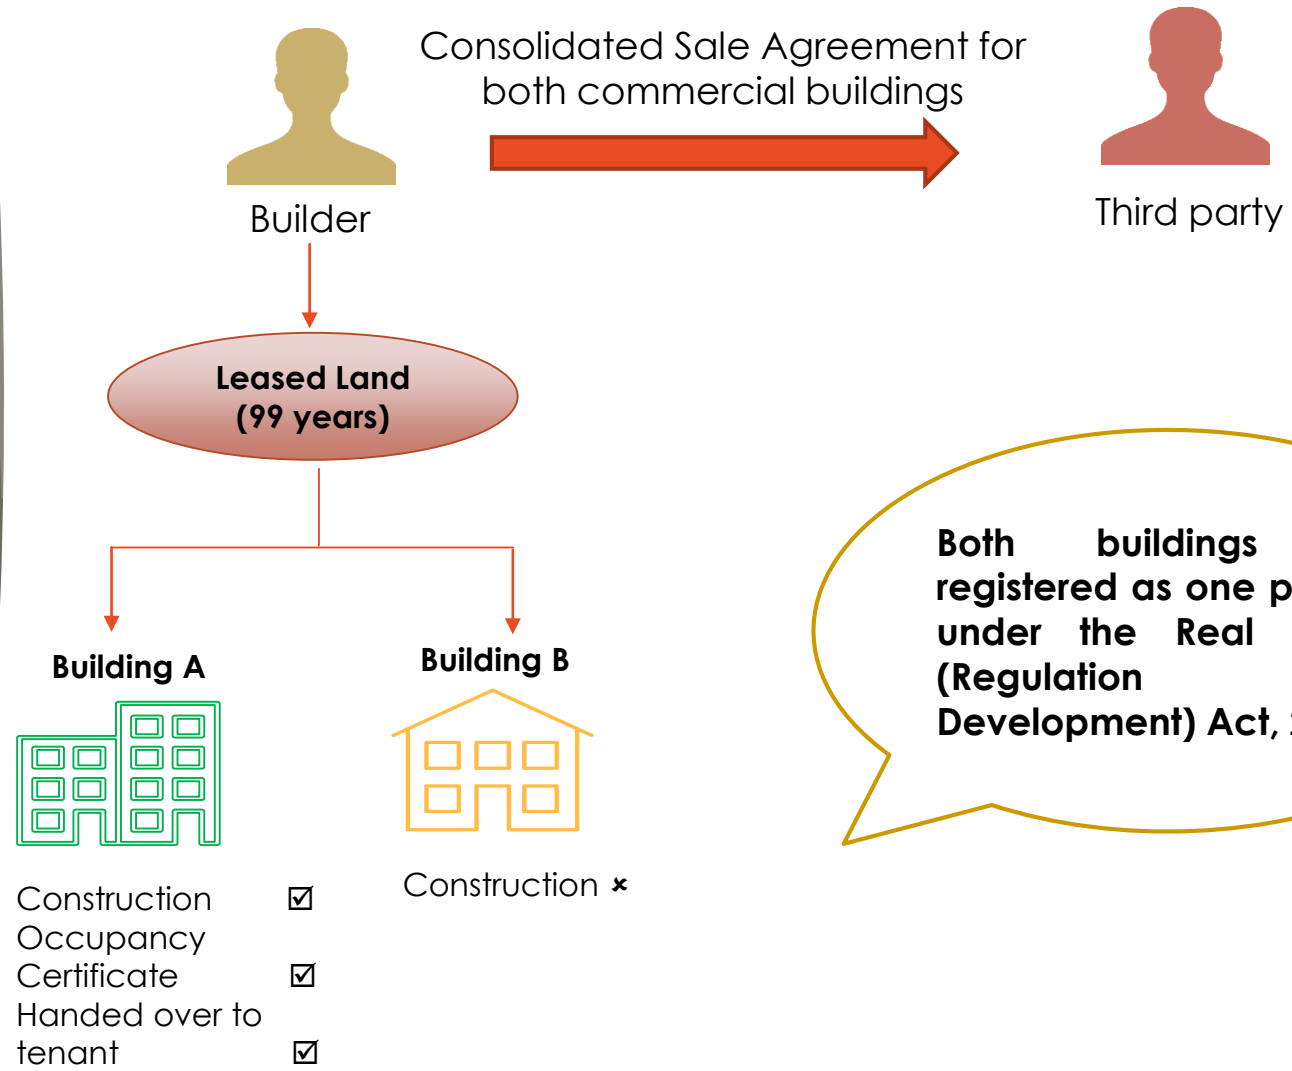 Consolidated Sale Agreement for
both commercial buildings
Builder
Third party
Leased Land
(99 years)
Building A
Building B
Both buildings
registered as one
under the Real
(Regulation
Development) Act,
Construction ☑
Occupancy
Certificate ☑
Handed over to
tenant ☑
Construction ×